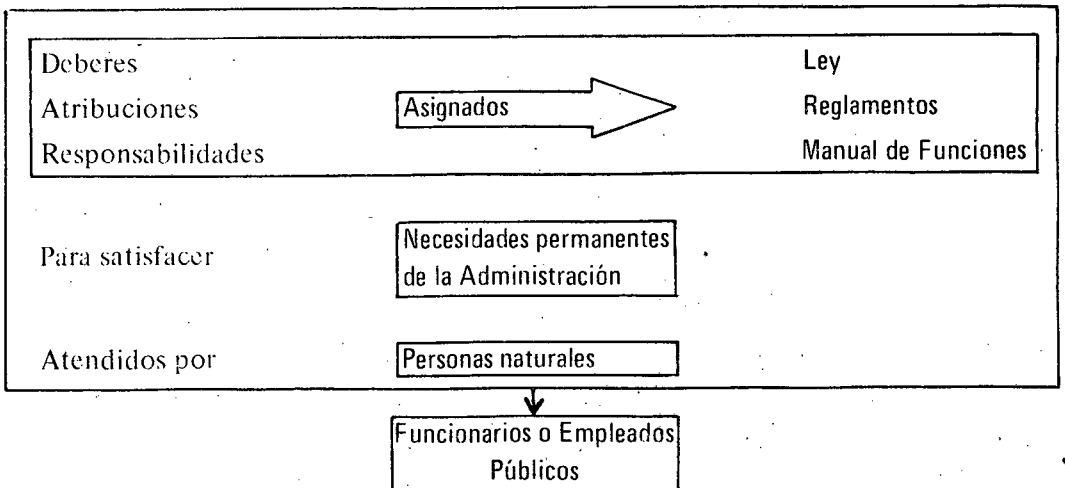 Deberes
Ley
Atribuciones
Asignados
Reglamentos
Responsabilidades
Manual de Funciones
Para satisfacer
Necesidades permanentes
de la Administración
Atendidos por
Personas naturales
Funcionarios o Empleados
Públicos